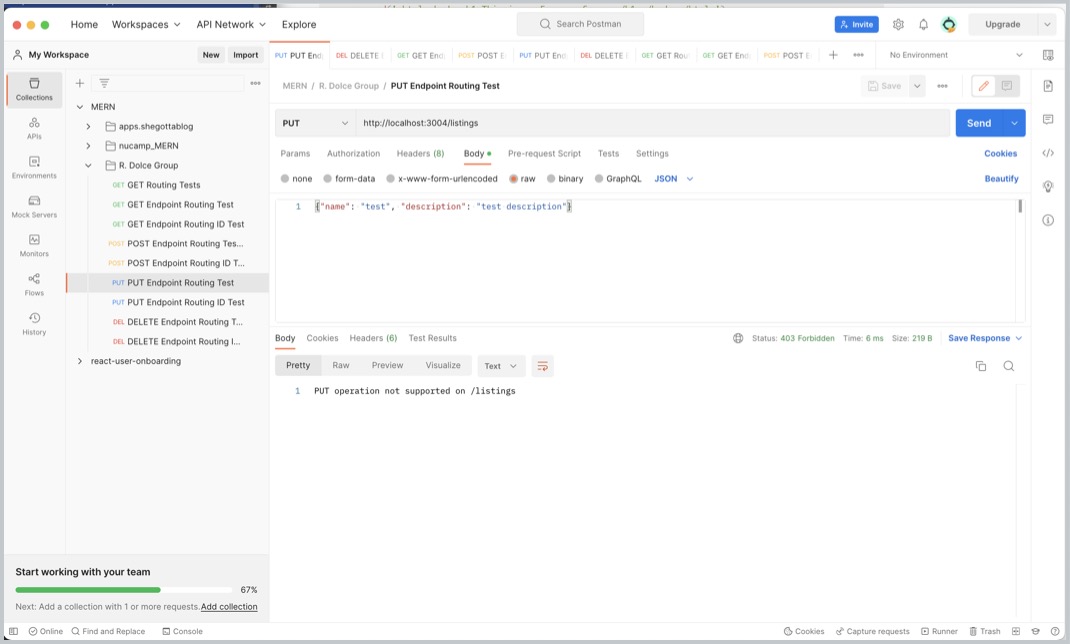 Home Workspaces API Network Explore Search Postman Invite Upgrade
My Workspace New Import
PUT PUT End DEL DELETE GET GET End POST POST E PUT PUT End DEL DELETE GET GET Rou GET GET End POST POST E No Environment
MERN / R. Dolce Group / PUT Endpoint Routing Test Save
PUT http://localhost:3004/listings Send
Params Authorization Headers (8) Body Pre-request Script Tests Settings Cookies
none form-data x-www-form-urlencoded raw binary GraphQL JSON Beautify
1 {"name": "test", "description": "test description"}
Collections
APIs
Environments
Mock Servers
Monitors
Flows
History
MERN
apps.shegottablog
nucamp_MERN
R. Dolce Group
GET GET Routing Tests
GET GET Endpoint Routing Test
GET GET Endpoint Routing ID Test
POST POST Endpoint Routing Tes...
POST POST Endpoint Routing ID T...
PUT PUT Endpoint Routing Test
PUT PUT Endpoint Routing ID Test
DEL DELETE Endpoint Routing T...
DEL DELETE Endpoint Routing I...
react-user-onboarding
Body Cookies Headers (6) Test Results Status: 403 Forbidden Time: 6 ms Size: 219 B Save Response
Pretty Raw Preview Visualize Text
1 PUT operation not supported on /listings
Start working with your team
67%
Next: Add a collection with 1 or more requests. Add collection
Online Find and Replace Console Cookies Capture requests Runner Trash